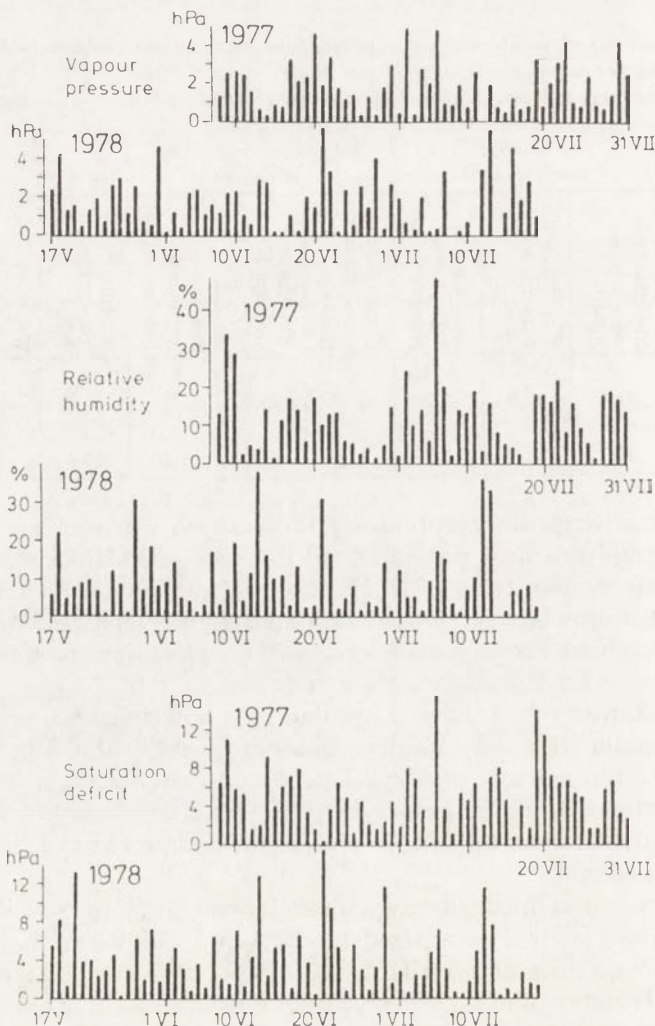 hPa
1977
4
Vapour
pressure
2
0
20 VII
31 VII
hPa
1978
4
2
0
17 V
1 VI
10 VI
20 VI
1 VII
10 VII
%
1977
40
30
Relative
humidity
20
10
0
20 VII
31 VII
%
1978
30
20
10
0
17 V
1 VI
10 VI
20 VI
1 VII
10 VII
hPa
1977
12
8
Saturation
deficit
4
0
20 VII
31 VII
hPa
1978
12
8
4
0
17 V
1 VI
10 VI
20 VI
1 VII
10 VII